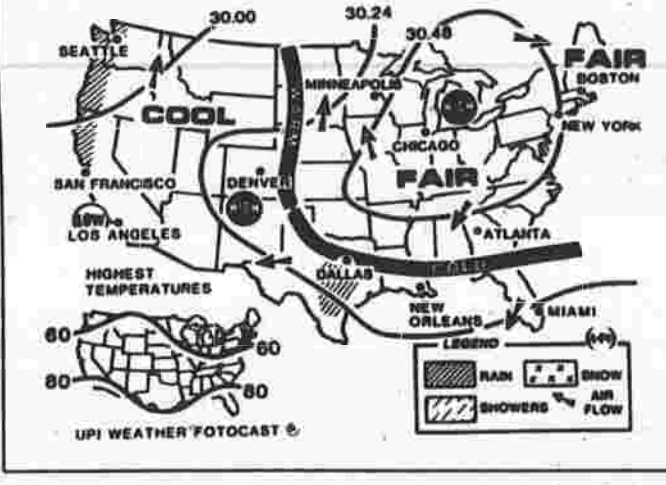 30.00
30.24
30.48
SEATTLE
FAIR
BOSTON
MINNEAPOLIS
COOL
NEW YORK
CHICAGO
SAN FRANCISCO
DENVER
FAIR
LOW
LOS ANGELES
ATLANTA
COLD
DALLAS
HIGHEST
TEMPERATURES
NEW
ORLEANS
MIAMI
60
60
80
80
LEGEND
RAIN
SNOW
SHOWERS
AIR
FLOW
UPI WEATHER FOTOCAST ®